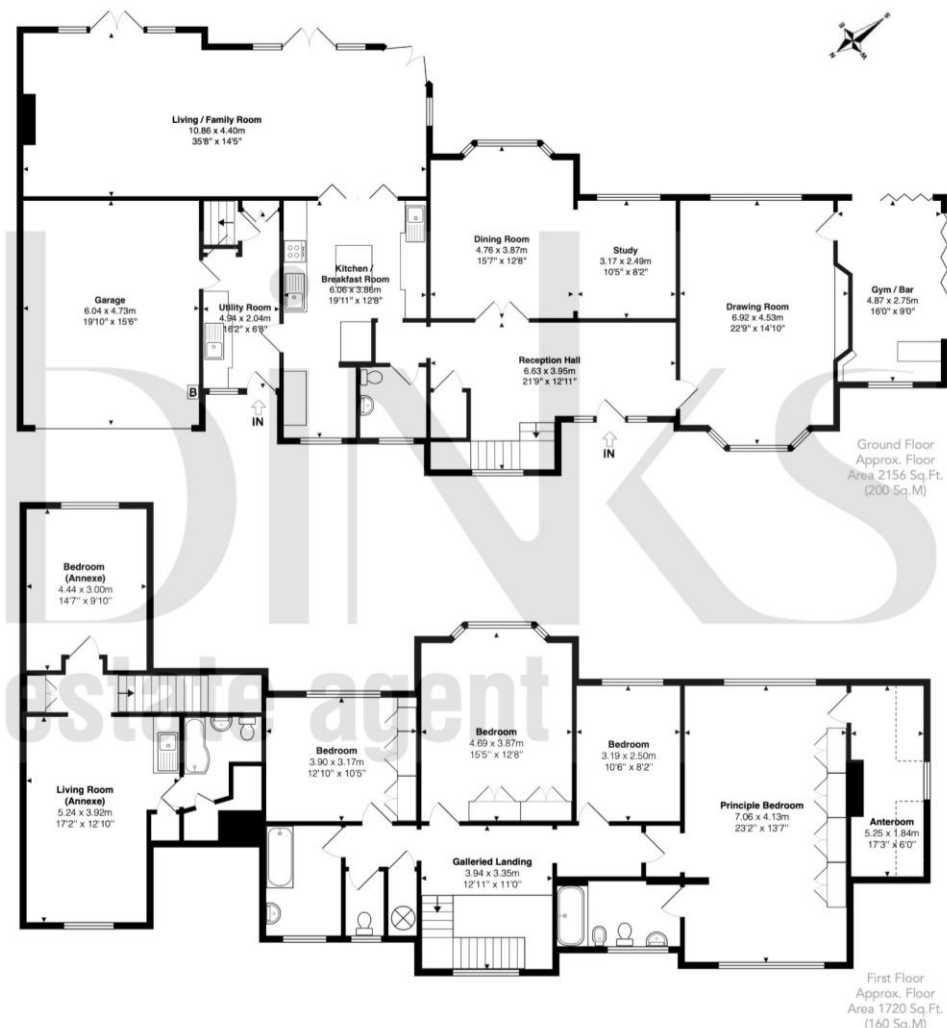 Living / Family Room
10.86 x 4.40m
35'8" x 14'5"
Garage
6.04 x 4.73m
19'10" x 15'6"
Utility Room
4.94 x 2.04m
16'2" x 6'8"
Kitchen /
Breakfast Room
6.06 x 3.86m
19'11" x 12'8"
Dining Room
4.76 x 3.87m
15'7" x 12'8"
Study
3.17 x 2.49m
10'5" x 8'2"
Drawing Room
6.92 x 4.53m
22'9" x 14'10"
Gym / Bar
4.87 x 2.75m
16'0" x 9'0"
Reception Hall
6.63 x 3.95m
21'9" x 12'11"
B
IN
IN
N
E
S
W
Ground Floor
Approx. Floor
Area 2156 Sq.Ft.
(200 Sq.M)
DINKS
estate agent
Bedroom
(Annexe)
4.44 x 3.00m
14'7" x 9'10"
Living Room
(Annexe)
5.24 x 3.92m
17'2" x 12'10"
Bedroom
3.90 x 3.17m
12'10" x 10'5"
Bedroom
4.69 x 3.87m
15'5" x 12'8"
Bedroom
3.19 x 2.50m
10'6" x 8'2"
Principle Bedroom
7.06 x 4.13m
23'2" x 13'7"
Anteroom
5.25 x 1.84m
17'3" x 6'0"
Galleried Landing
3.94 x 3.35m
12'11" x 11'0"
First Floor
Approx. Floor
Area 1720 Sq.Ft.
(160 Sq.M)